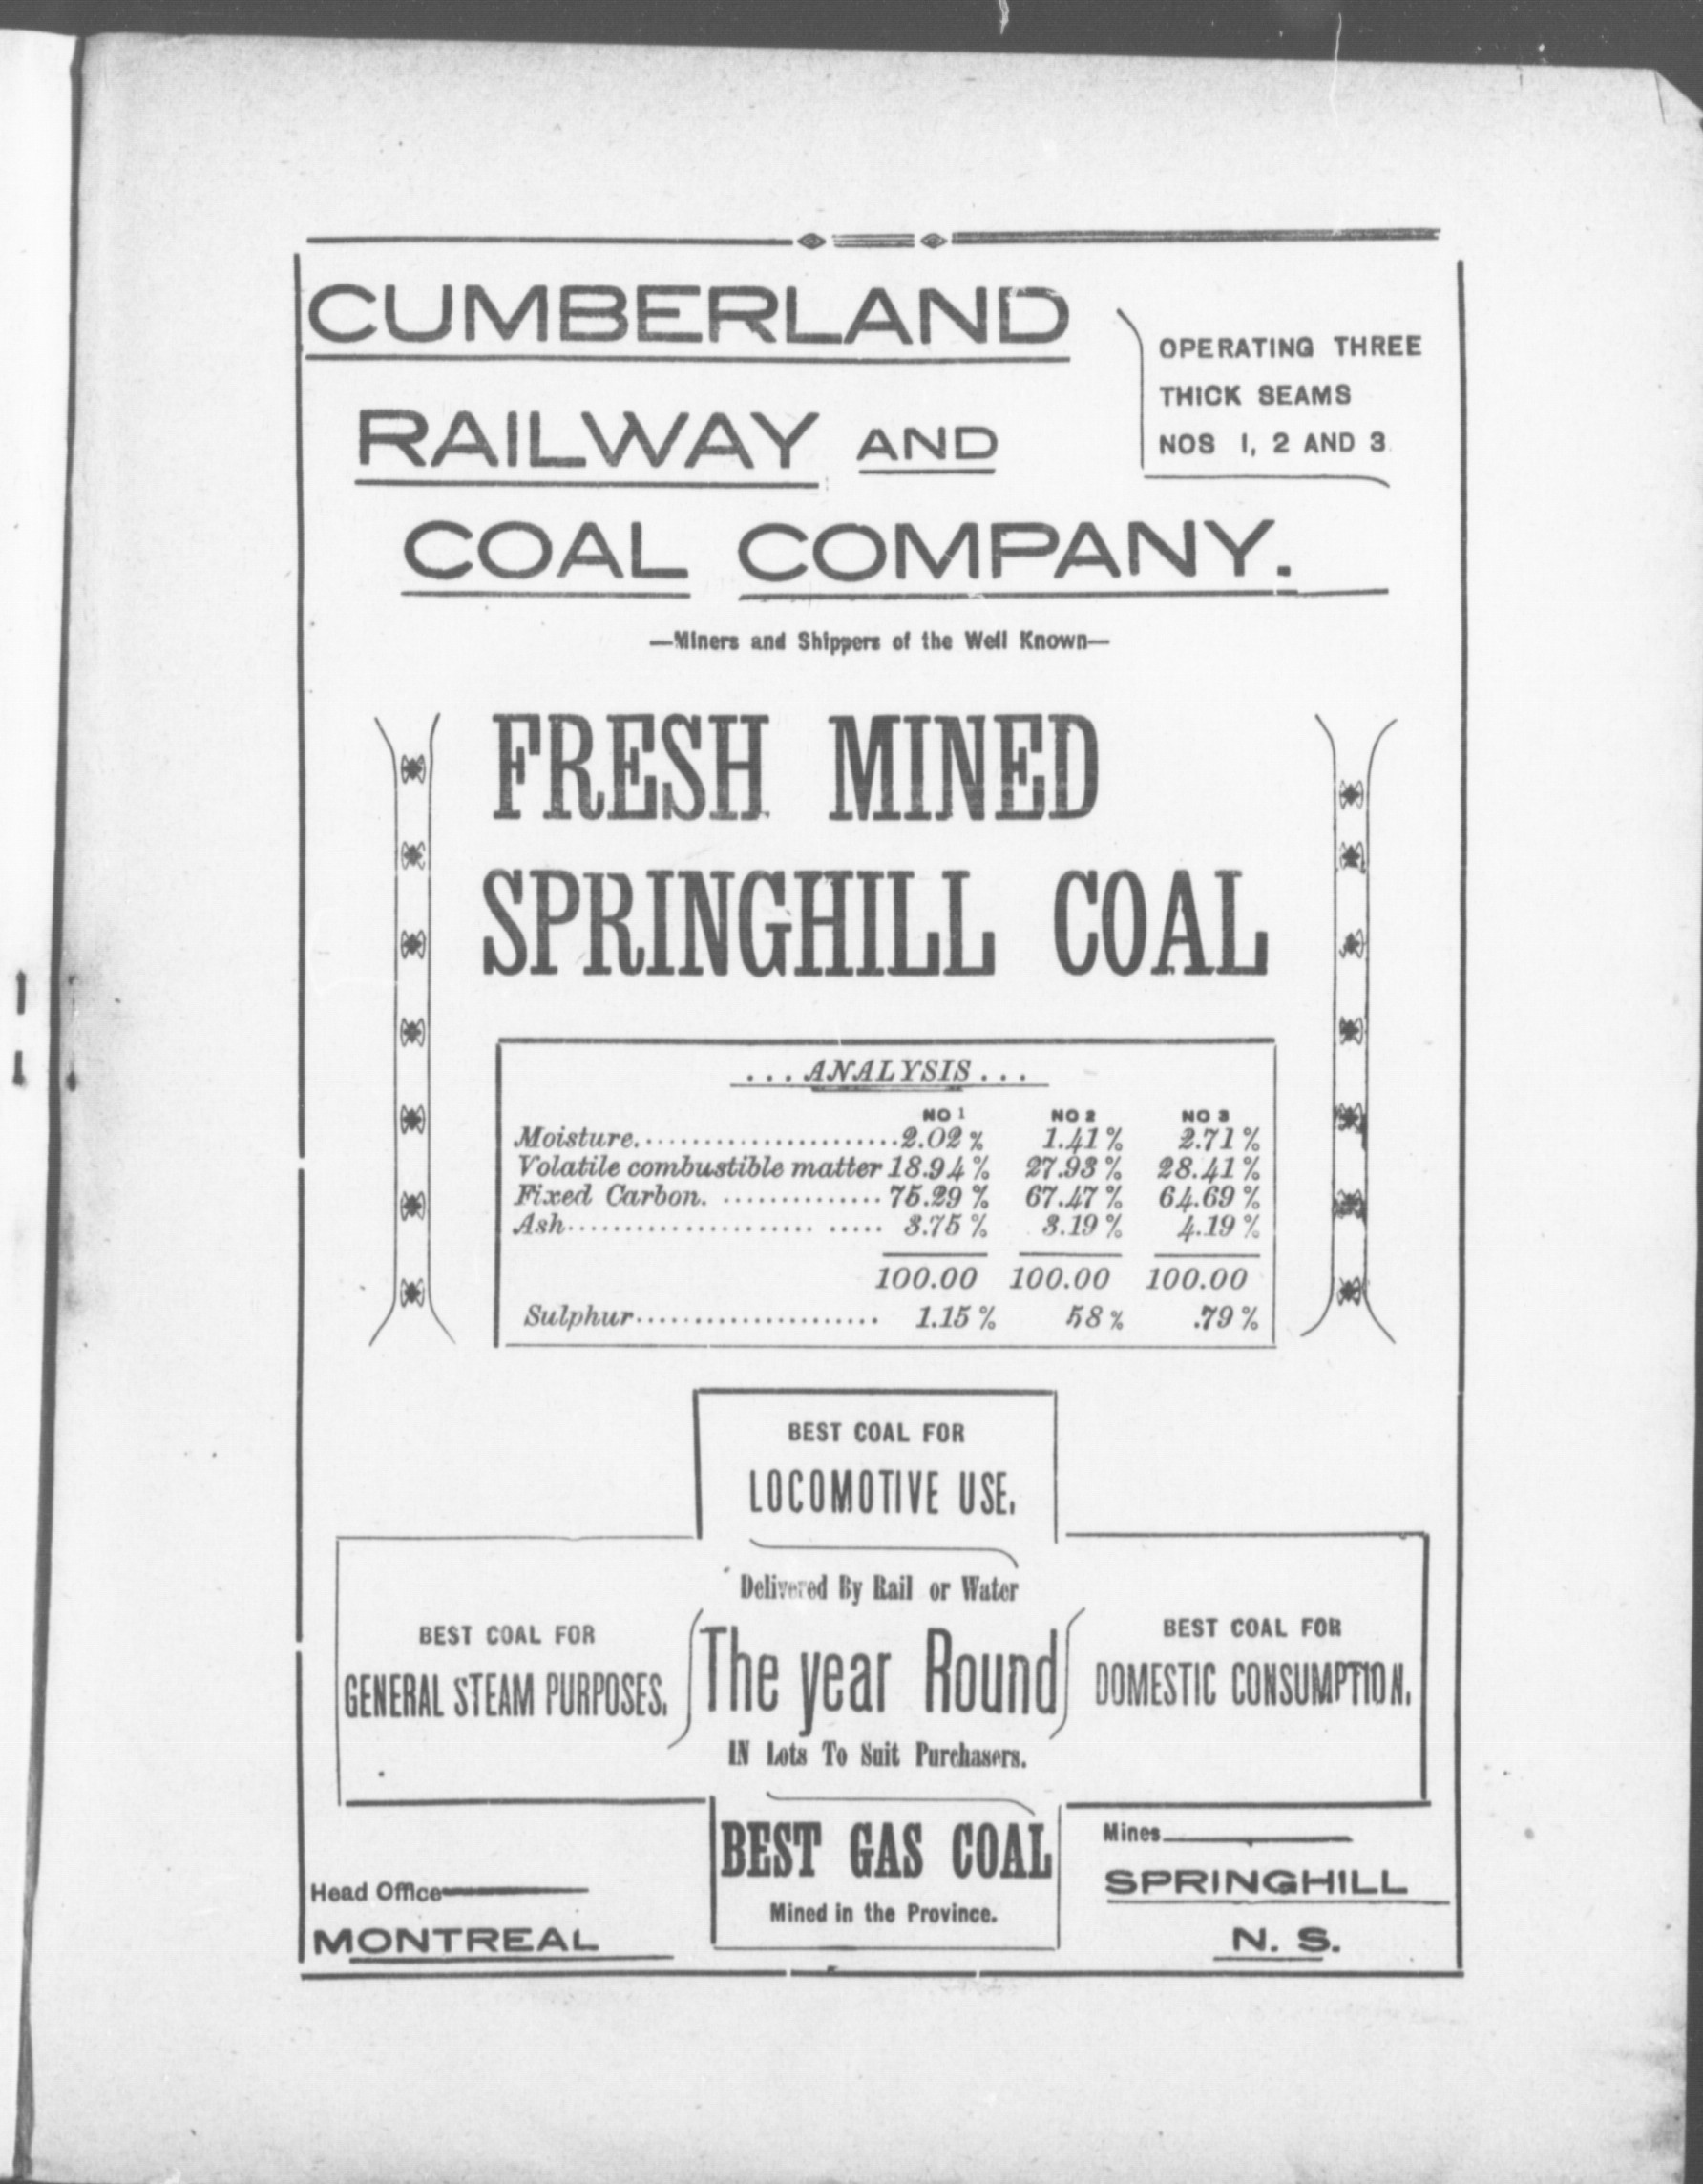 CUMBERLAND
RAILWAY AND
COAL COMPANY.
OPERATING THREE
THICK SEAMS
NOS 1, 2 AND 3.
—Miners and Shippers of the Well Known—
FRESH MINED
SPRINGHILL COAL
...ANALYSIS...
NO 1 NO 2 NO 3
Moisture.......................2.02% 1.41% 2.71%
Volatile combustible matter 18.94% 27.93% 28.41%
Fixed Carbon. .............. 75.29% 67.47% 64.69%
Ash..................... ..... 3.75% 3.19% 4.19%
100.00 100.00 100.00
Sulphur..................... 1.15% 58% .79%
BEST COAL FOR
LOCOMOTIVE USE.
Delivered By Rail or Water
The year Round
IN Lots To Suit Purchasers.
BEST COAL FOR
GENERAL STEAM PURPOSES.
BEST COAL FOR
DOMESTIC CONSUMPTION.
BEST GAS COAL
Mined in the Province.
Head Office
MONTREAL
Mines
SPRINGHILL
N. S.